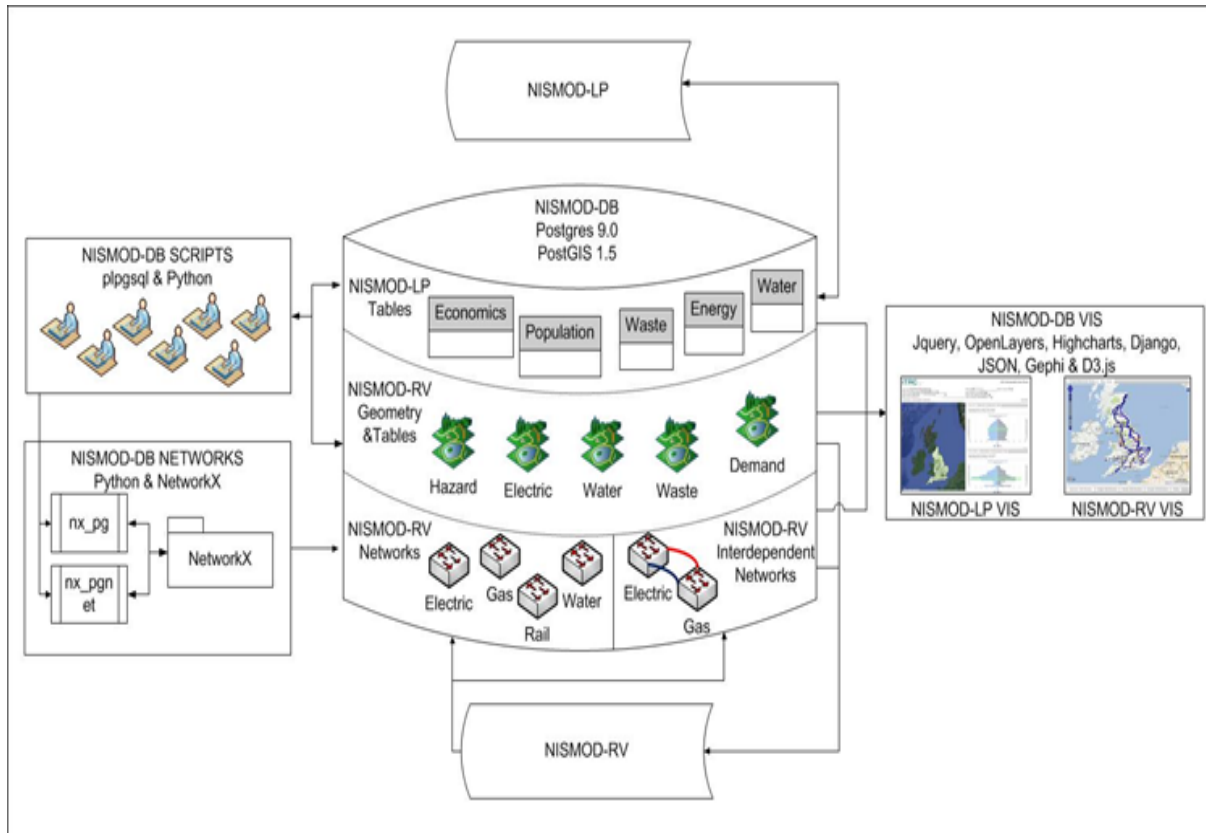 NISMOD-LP
NISMOD-DB
Postgres 9.0
PostGIS 1.5
NISMOD-DB SCRIPTS
plpgsql & Python
NISMOD-LP
Tables
Economics
Population
Waste
Energy
Water
NISMOD-DB VIS
Jquery, OpenLayers, Highcharts, Django,
JSON, Gephi & D3.js
NISMOD-LP VIS
NISMOD-RV VIS
NISMOD-RV
Geometry
&Tables
Hazard
Electric
Water
Waste
Demand
NISMOD-DB NETWORKS
Python & NetworkX
nx_pg
nx_pgn
et
NetworkX
NISMOD-RV
Networks
Electric
Gas
Rail
Water
NISMOD-RV
Interdependent
Networks
Electric
Gas
NISMOD-RV